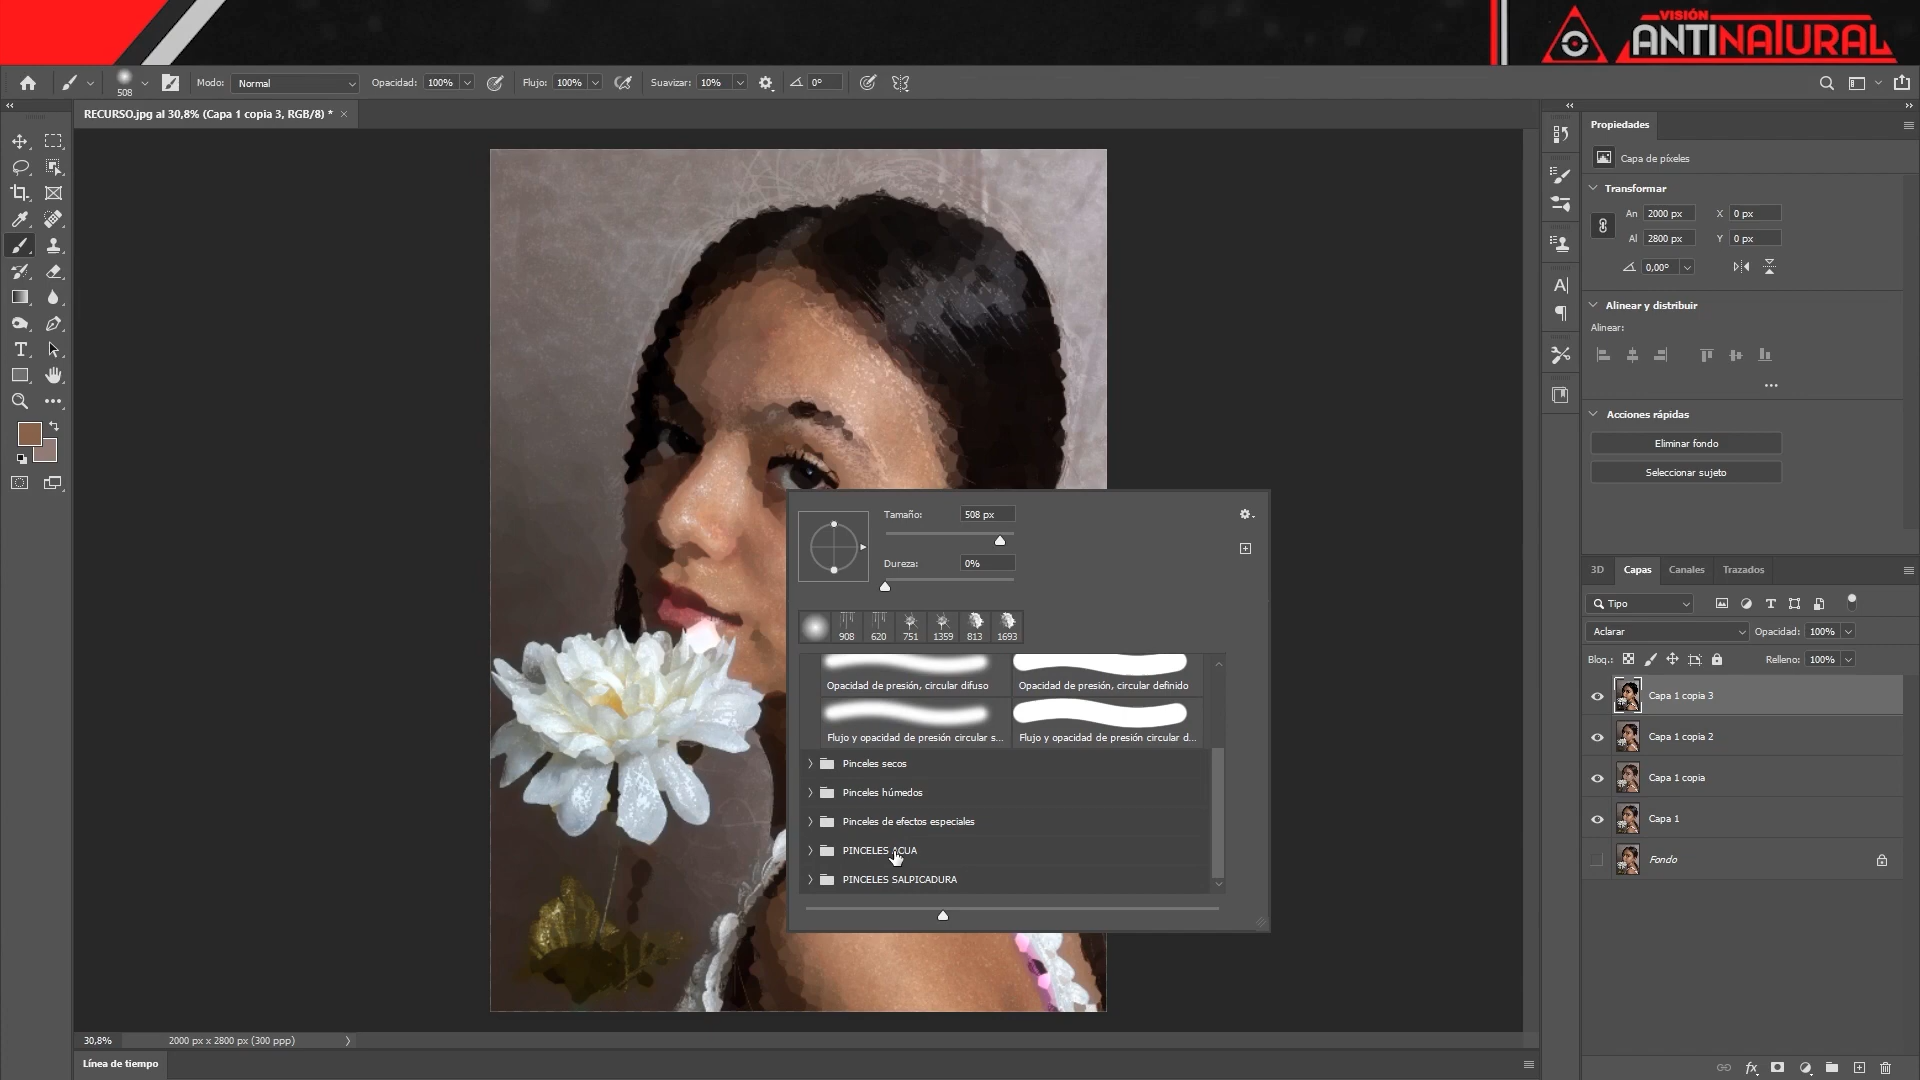 VISIÓN
ANTINATURAL
508
Modo: Normal
Opacidad: 100%
Flujo: 100%
Suavizar: 10%
0°
RECURSO.jpg al 30,8% (Capa 1 copia 3, RGB/8) * ×
Propiedades
Capa de píxeles
Transformar
An 2000 px X 0 px
Al 2800 px Y 0 px
0,00°
Alinear y distribuir
Alinear:
Acciones rápidas
Eliminar fondo
Seleccionar sujeto
Tamaño: 508 px
Dureza: 0%
908 620 751 1359 813 1693
Opacidad de presión, circular difuso
Opacidad de presión, circular definido
Flujo y opacidad de presión circular s...
Flujo y opacidad de presión circular d...
Pinceles secos
Pinceles húmedos
Pinceles de efectos especiales
PINCELES ACUA
PINCELES SALPICADURA
3D Capas Canales Trazados
Tipo
Aclarar Opacidad: 100%
Bloq.: Relleno: 100%
Capa 1 copia 3
Capa 1 copia 2
Capa 1 copia
Capa 1
Fondo
30,8% 2000 px x 2800 px (300 ppp)
Línea de tiempo